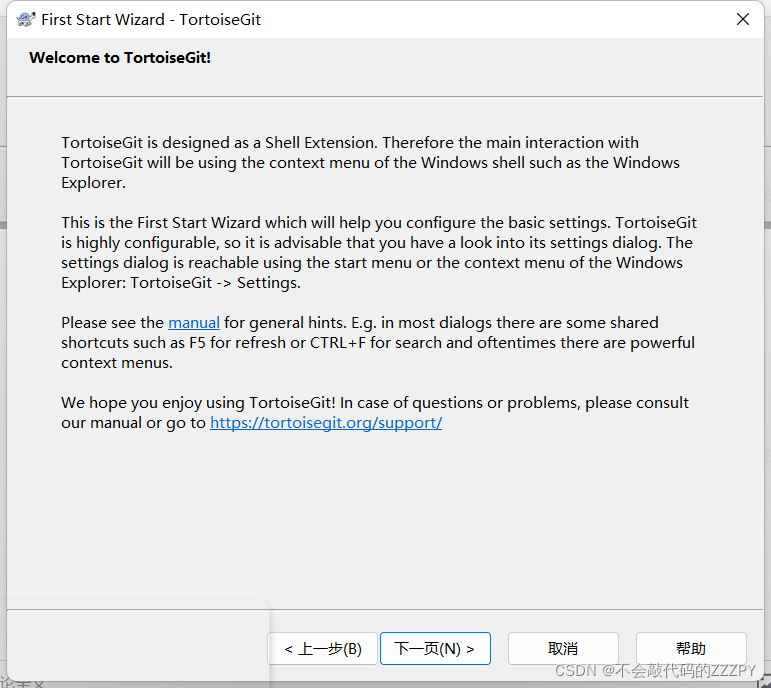 First Start Wizard - TortoiseGit
Welcome to TortoiseGit!
TortoiseGit is designed as a Shell Extension. Therefore the main interaction with
TortoiseGit will be using the context menu of the Windows shell such as the Windows
Explorer.
This is the First Start Wizard which will help you configure the basic settings. TortoiseGit
is highly configurable, so it is advisable that you have a look into its settings dialog. The
settings dialog is reachable using the start menu or the context menu of the Windows
Explorer: TortoiseGit -> Settings.
Please see the manual for general hints. E.g. in most dialogs there are some shared
shortcuts such as F5 for refresh or CTRL+F for search and oftentimes there are powerful
context menus.
We hope you enjoy using TortoiseGit! In case of questions or problems, please consult
our manual or go to https://tortoisegit.org/support/
< 上一步(B) 下一页(N) > 取消 帮助
CSDN @不会敲代码的ZZZPY